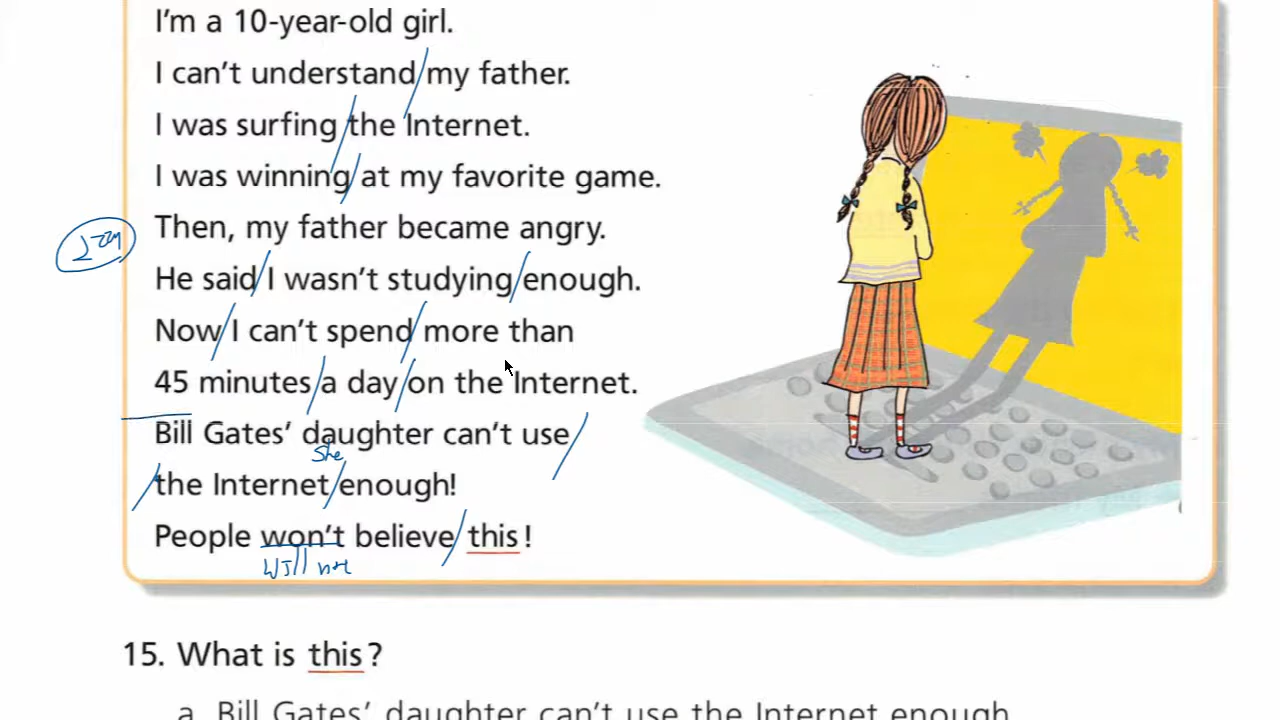 I'm a 10-year-old girl.
I can't understand my father.
I was surfing the Internet.
I was winning at my favorite game.
Then, my father became angry.
He said I wasn't studying enough.
Now I can't spend more than
45 minutes a day on the Internet.
Bill Gates' daughter can't use
she
the Internet enough!
People won't believe this!
will not
15. What is this?
a. Bill Gates' daughter can't use the Internet enough